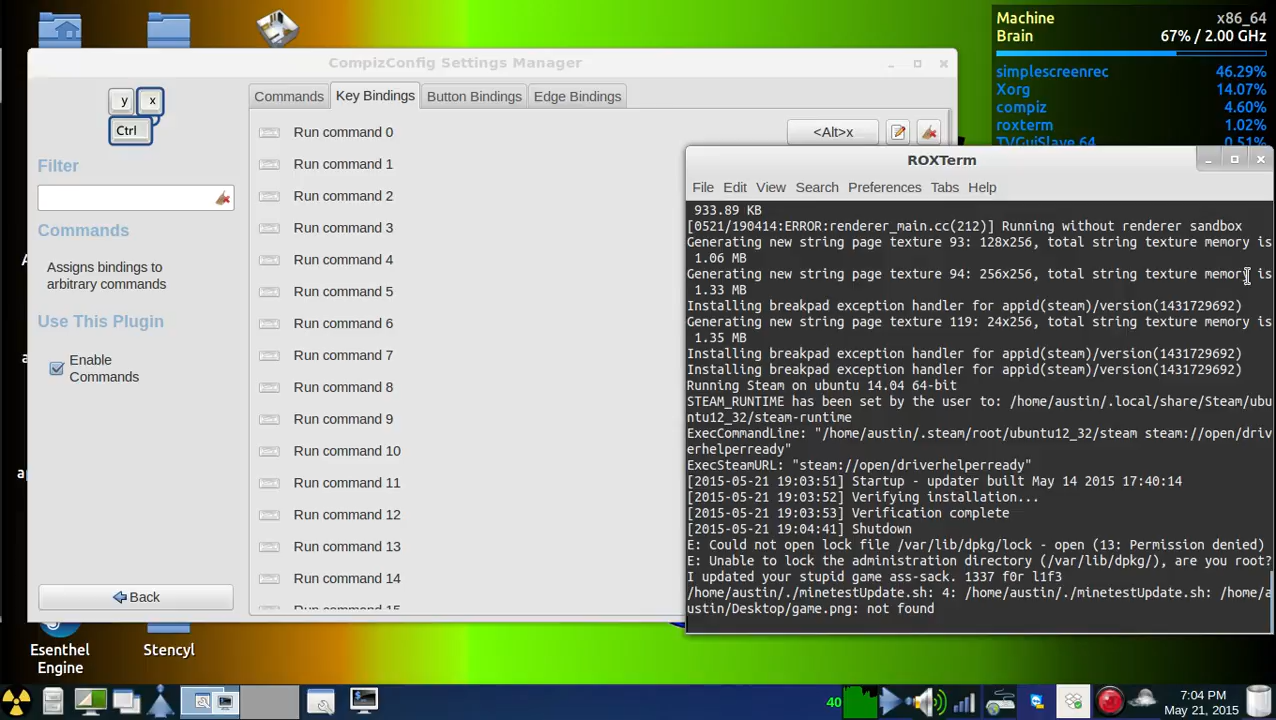 Machine x86_64
Brain 67% / 2.00 GHz
simplescreenrec 46.29%
Xorg 14.07%
compiz 4.60%
roxterm 1.02%
TVGuiSlave.64 0.51%
CompizConfig Settings Manager
y x
Ctrl
Commands Key Bindings Button Bindings Edge Bindings
Filter
Commands
Assigns bindings to
arbitrary commands
Use This Plugin
Enable
Commands
Back
Run command 0 <Alt>x
Run command 1
Run command 2
Run command 3
Run command 4
Run command 5
Run command 6
Run command 7
Run command 8
Run command 9
Run command 10
Run command 11
Run command 12
Run command 13
Run command 14
Run command 15
ROXTerm
File Edit View Search Preferences Tabs Help
933.89 KB
[0521/190414:ERROR:renderer_main.cc(212)] Running without renderer sandbox
Generating new string page texture 93: 128x256, total string texture memory is
1.06 MB
Generating new string page texture 94: 256x256, total string texture memory is
1.33 MB
Installing breakpad exception handler for appid(steam)/version(1431729692)
Generating new string page texture 119: 24x256, total string texture memory is
1.35 MB
Installing breakpad exception handler for appid(steam)/version(1431729692)
Installing breakpad exception handler for appid(steam)/version(1431729692)
Running Steam on ubuntu 14.04 64-bit
STEAM_RUNTIME has been set by the user to: /home/austin/.local/share/Steam/ubu
ntu12_32/steam-runtime
ExecCommandLine: "/home/austin/.steam/root/ubuntu12_32/steam steam://open/driv
erhelperready"
ExecSteamURL: "steam://open/driverhelperready"
[2015-05-21 19:03:51] Startup - updater built May 14 2015 17:40:14
[2015-05-21 19:03:52] Verifying installation...
[2015-05-21 19:03:53] Verification complete
[2015-05-21 19:04:41] Shutdown
E: Could not open lock file /var/lib/dpkg/lock - open (13: Permission denied)
E: Unable to lock the administration directory (/var/lib/dpkg/), are you root?
I updated your stupid game ass-sack. 1337 f0r l1f3
/home/austin/./minetestUpdate.sh: 4: /home/austin/./minetestUpdate.sh: /home/a
ustin/Desktop/game.png: not found
Esenthel
Engine
Stencyl
40
7:04 PM
May 21, 2015